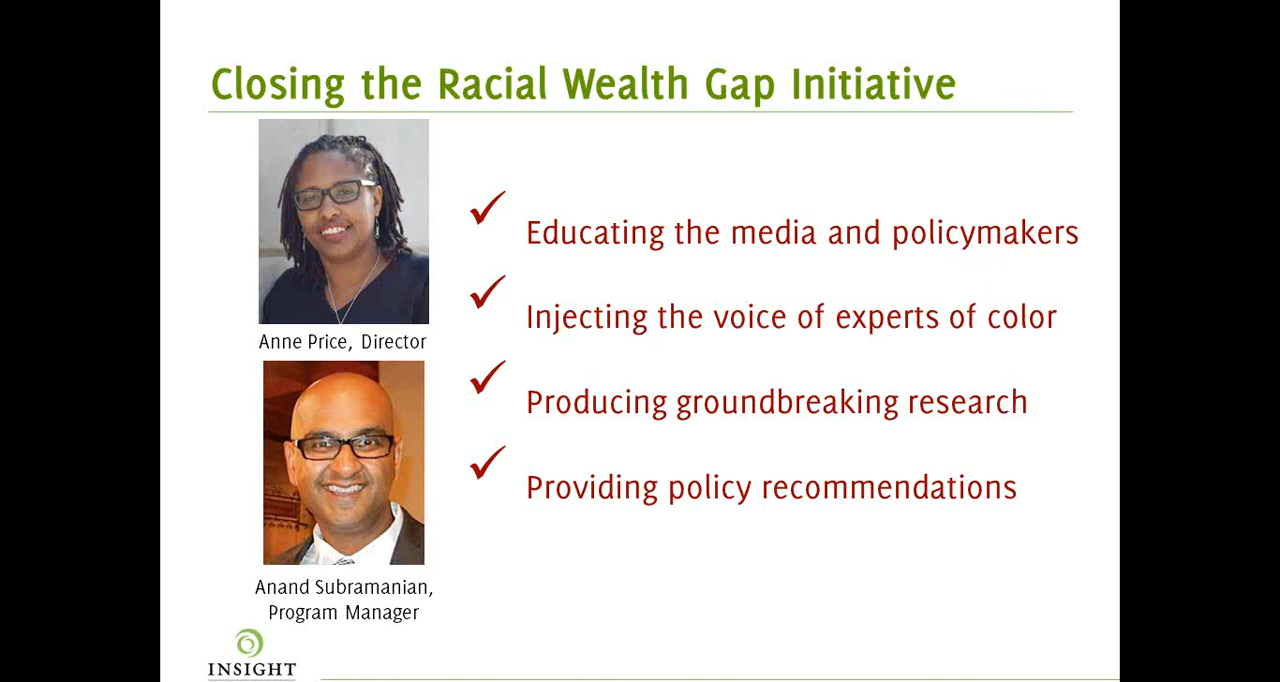 Closing the Racial Wealth Gap Initiative
Anne Price, Director
Anand Subramanian,
Program Manager
✓ Educating the media and policymakers
✓ Injecting the voice of experts of color
✓ Producing groundbreaking research
✓ Providing policy recommendations
INSIGHT